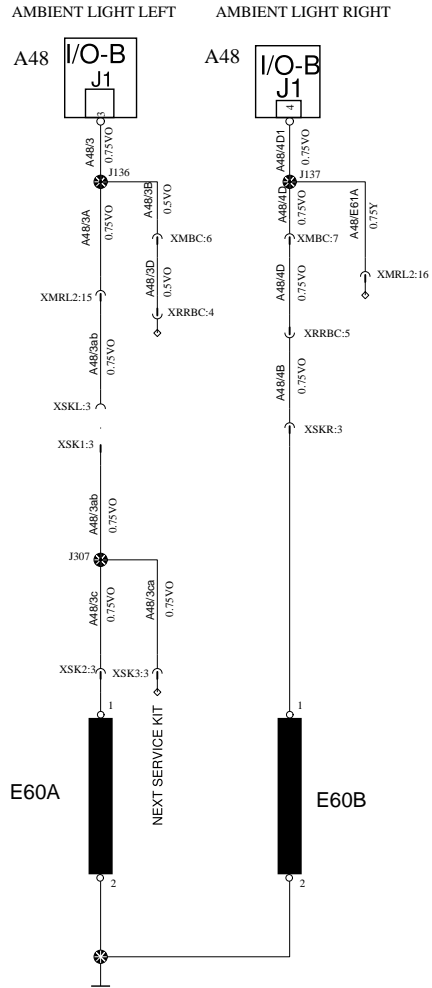 AMBIENT LIGHT LEFT
AMBIENT LIGHT RIGHT
A48
I/O-B
J1
3
A48
I/O-B
J1
4
A48/3
0.75VO
J136
A48/3A
0.75VO
A48/3B
0.5VO
XMBC:6
A48/3D
0.5VO
XRRBC:4
XMRL2:15
A48/3ab
0.75VO
XSKL:3
XSK1:3
A48/3ab
0.75VO
J307
A48/3c
0.75VO
A48/3ca
0.75VO
XSK2:3
XSK3:3
NEXT SERVICE KIT
1
E60A
2
A48/4D1
0.75VO
J137
A48/4D
0.75VO
A48/E61A
0.75Y
XMBC:7
XMRL2:16
A48/4D
0.75VO
XRRBC:5
A48/4B
0.75VO
XSKR:3
1
E60B
2